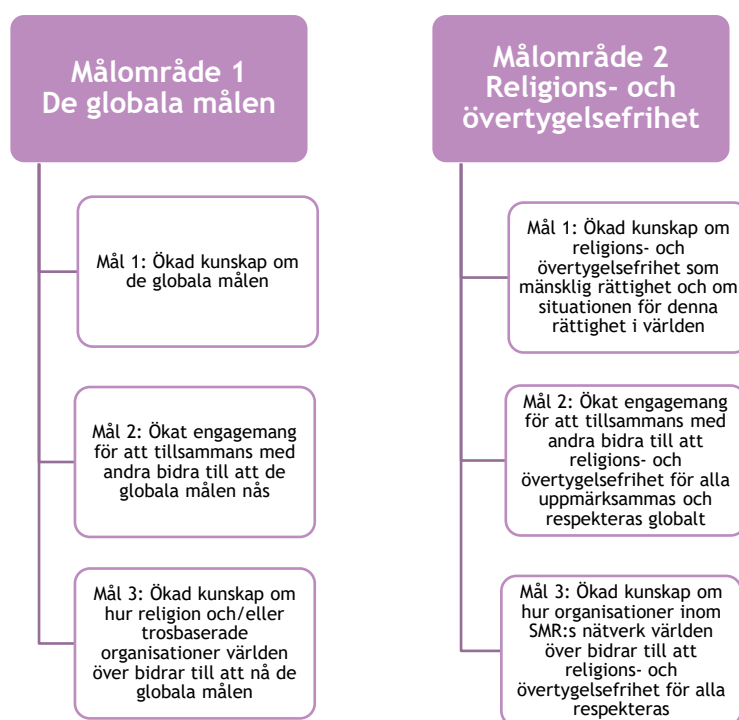 Målområde 1
De globala målen
Mål 1: Ökad kunskap om
de globala målen
Mål 2: Ökat engagemang
för att tillsammans med
andra bidra till att de
globala målen nås
Mål 3: Ökad kunskap om
hur religion och/eller
trosbaserade
organisationer världen
över bidrar till att nå de
globala målen
Målområde 2
Religions- och
övertygelsefrihet
Mål 1: Ökad kunskap om
religions- och
övertygelsefrihet som
mänsklig rättighet och om
situationen för denna
rättighet i världen
Mål 2: Ökat engagemang
för att tillsammans med
andra bidra till att
religions- och
övertygelsefrihet för alla
uppmärksammas och
respekteras globalt
Mål 3: Ökad kunskap om
hur organisationer inom
SMR:s nätverk världen
över bidrar till att
religions- och
övertygelsefrihet för alla
respekteras